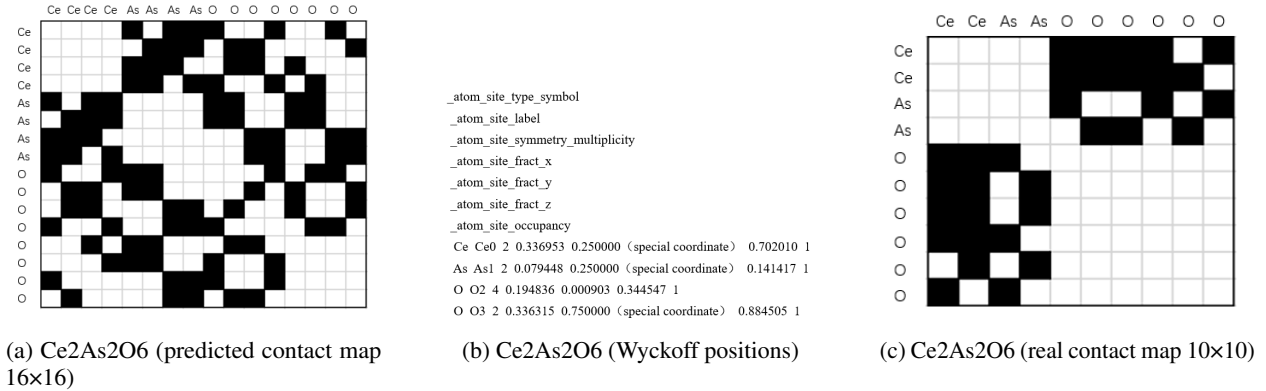 Ce Ce Ce Ce As As As As O O O O O O O O
Ce
Ce
Ce
Ce
As
As
As
As
O
O
O
O
O
O
O
O
(a) Ce2As2O6 (predicted contact map
16×16)
_atom_site_type_symbol
_atom_site_label
_atom_site_symmetry_multiplicity
_atom_site_fract_x
_atom_site_fract_y
_atom_site_fract_z
_atom_site_occupancy
Ce Ce0 2 0.336953 0.250000（special coordinate） 0.702010 1
As As1 2 0.079448 0.250000（special coordinate） 0.141417 1
O O2 4 0.194836 0.000903 0.344547 1
O O3 2 0.336315 0.750000（special coordinate） 0.884505 1
(b) Ce2As2O6 (Wyckoff positions)
Ce Ce As As O O O O O O
Ce
Ce
As
As
O
O
O
O
O
O
(c) Ce2As2O6 (real contact map 10×10)